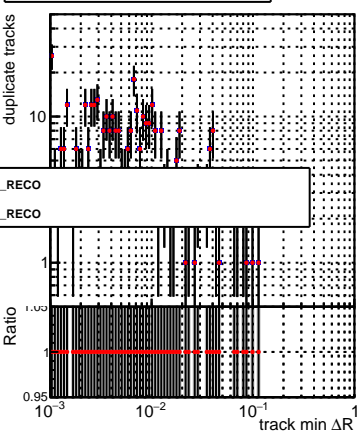 duplicate tracks
10
_RECO
_RECO
1
Ratio
1.05
1
0.95
10⁻³ 10⁻² 10⁻¹ 1
track min ΔR